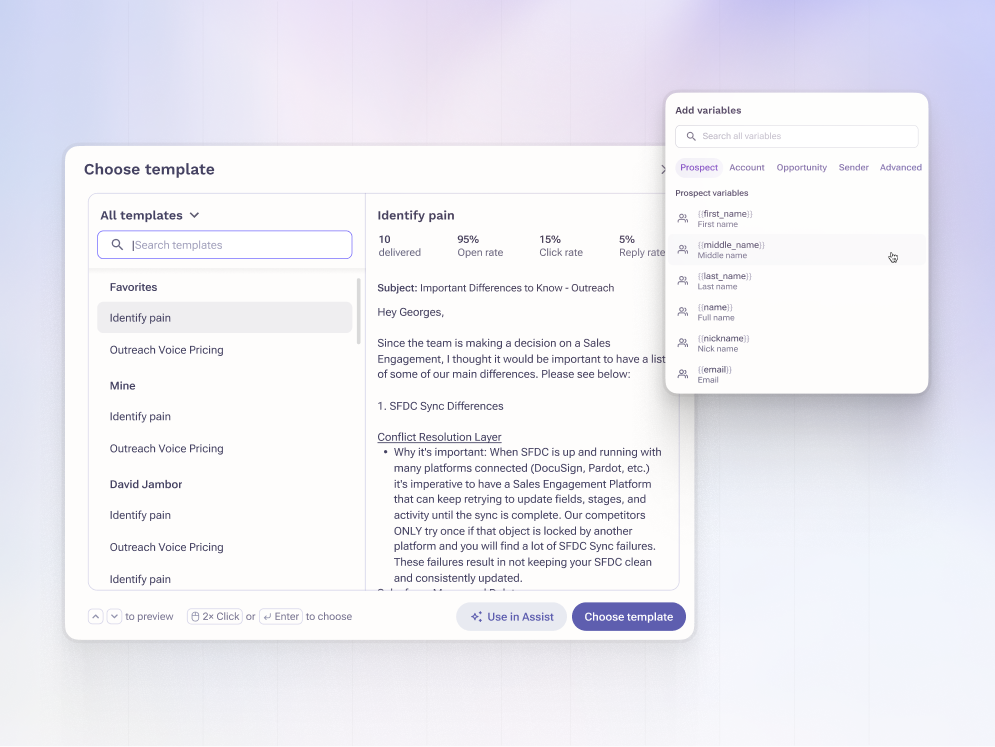 Choose template
All templates
Search templates
Favorites
Identify pain
Outreach Voice Pricing
Mine
Identify pain
Outreach Voice Pricing
David Jambor
Identify pain
Outreach Voice Pricing
Identify pain
Identify pain
10 95% 15% 5%
delivered Open rate Click rate Reply rate
Subject: Important Differences to Know - Outreach
Hey Georges,
Since the team is making a decision on a Sales
Engagement, I thought it would be important to have a list
of some of our main differences. Please see below:
1. SFDC Sync Differences
Conflict Resolution Layer
• Why it's important: When SFDC is up and running with
many platforms connected (DocuSign, Pardot, etc.)
it's imperative to have a Sales Engagement Platform
that can keep retrying to update fields, stages, and
activity until the sync is complete. Our competitors
ONLY try once if that object is locked by another
platform and you will find a lot of SFDC Sync failures.
These failures result in not keeping your SFDC clean
and consistently updated.
to preview 2× Click or Enter to choose
Use in Assist
Choose template
Add variables
Search all variables
Prospect Account Opportunity Sender Advanced
Prospect variables
{{first_name}}
First name
{{middle_name}}
Middle name
{{last_name}}
Last name
{{name}}
Full name
{{nickname}}
Nick name
{{email}}
Email